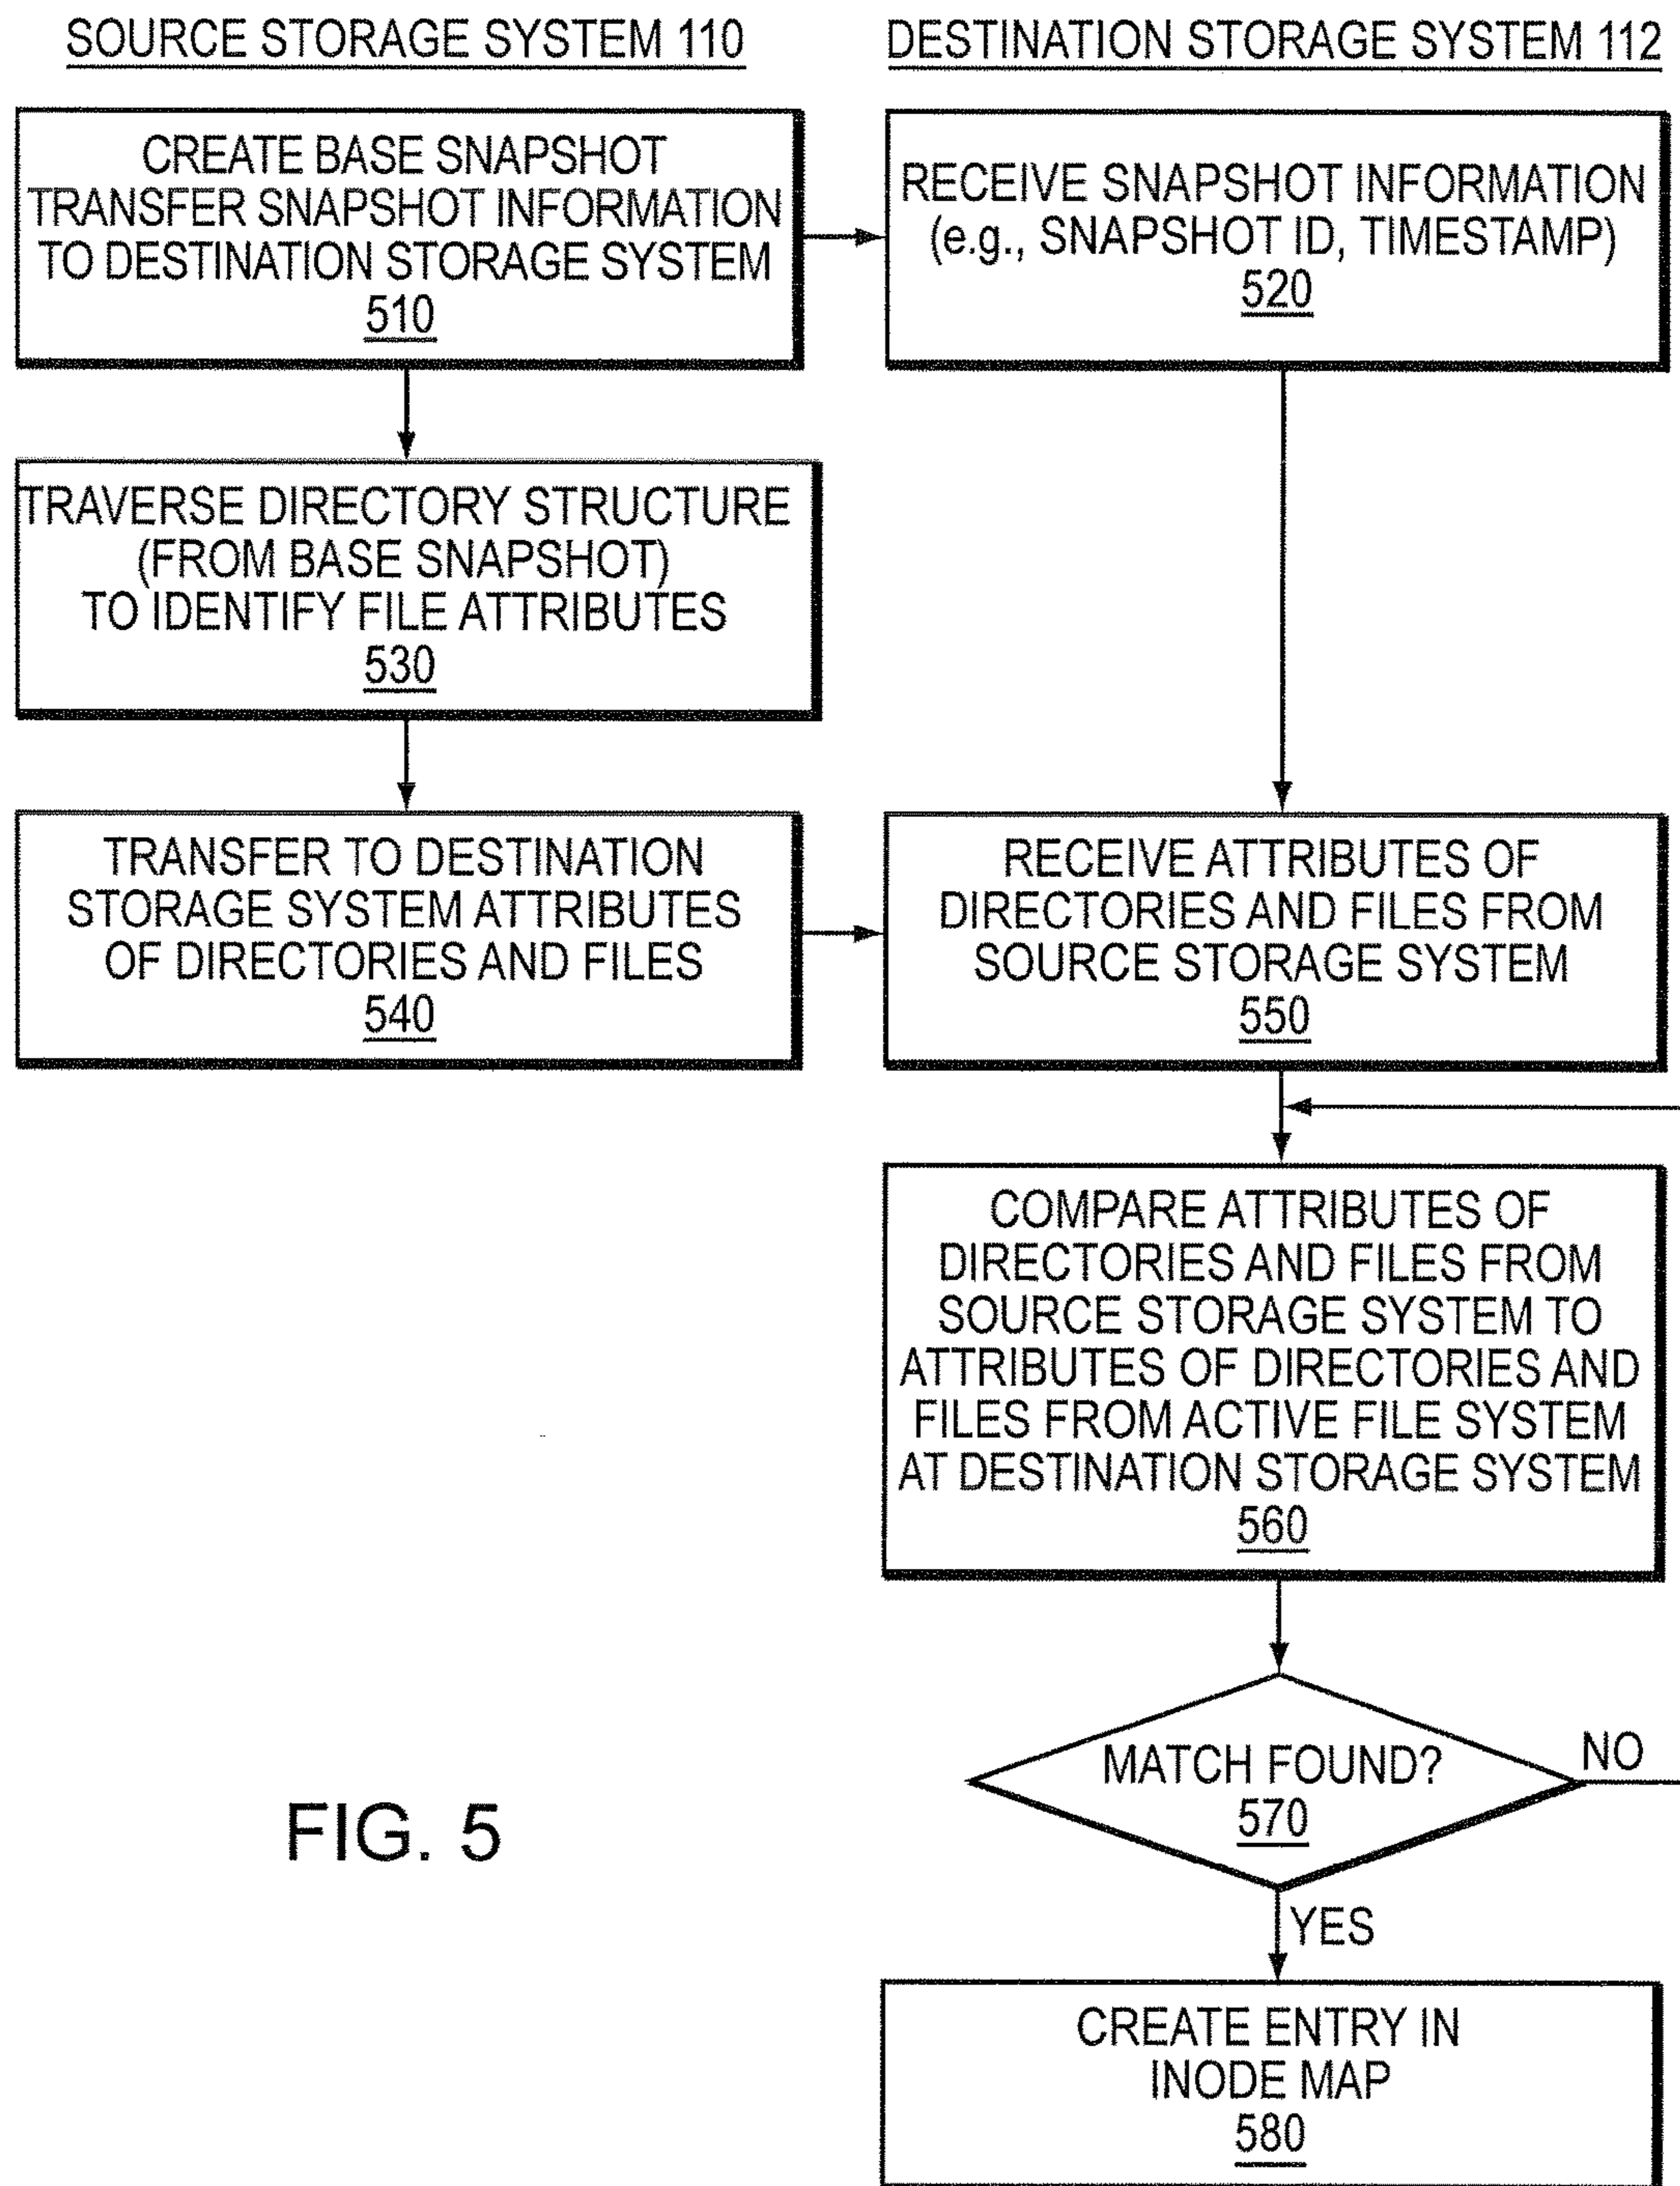 SOURCE STORAGE SYSTEM 110
DESTINATION STORAGE SYSTEM 112
CREATE BASE SNAPSHOT
TRANSFER SNAPSHOT INFORMATION
TO DESTINATION STORAGE SYSTEM
510
RECEIVE SNAPSHOT INFORMATION
(e.g., SNAPSHOT ID, TIMESTAMP)
520
TRAVERSE DIRECTORY STRUCTURE
(FROM BASE SNAPSHOT)
TO IDENTIFY FILE ATTRIBUTES
530
TRANSFER TO DESTINATION
STORAGE SYSTEM ATTRIBUTES
OF DIRECTORIES AND FILES
540
RECEIVE ATTRIBUTES OF
DIRECTORIES AND FILES FROM
SOURCE STORAGE SYSTEM
550
COMPARE ATTRIBUTES OF
DIRECTORIES AND FILES FROM
SOURCE STORAGE SYSTEM TO
ATTRIBUTES OF DIRECTORIES AND
FILES FROM ACTIVE FILE SYSTEM
AT DESTINATION STORAGE SYSTEM
560
MATCH FOUND?
570
NO
YES
CREATE ENTRY IN
INODE MAP
580
FIG. 5